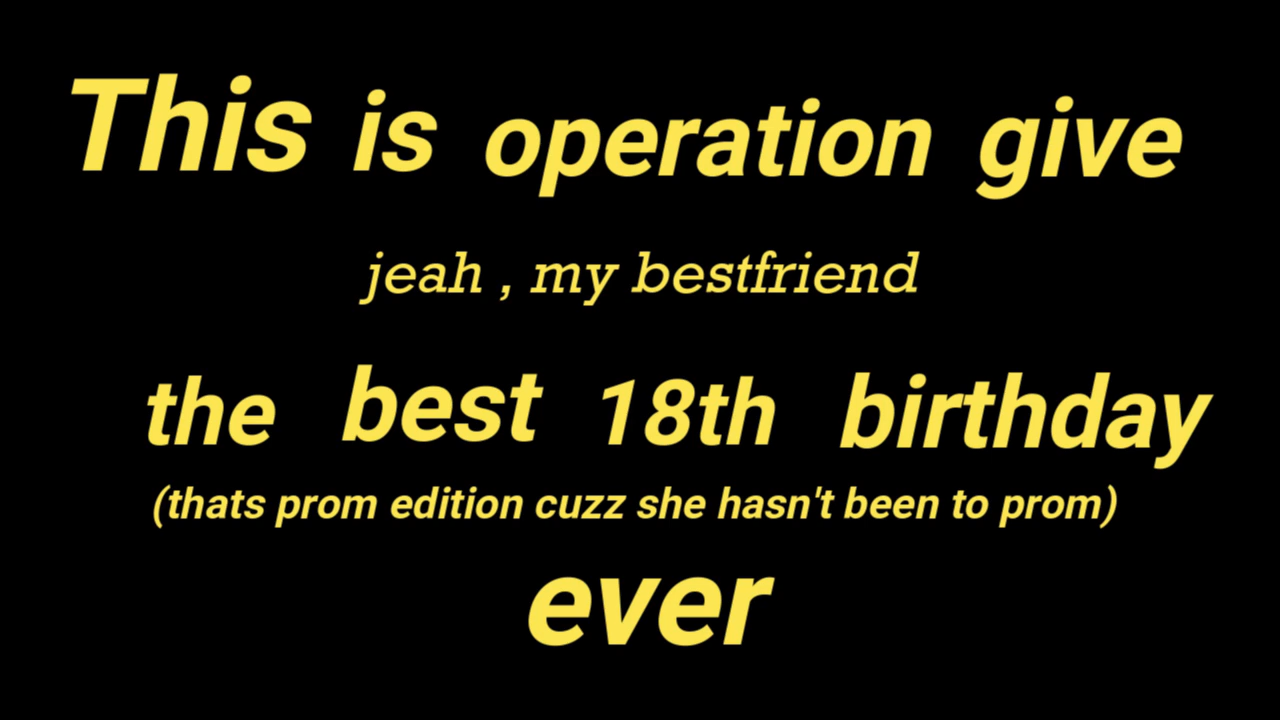 This is operation give
jeah , my bestfriend
the best 18th birthday
(thats prom edition cuzz she hasn't been to prom)
ever